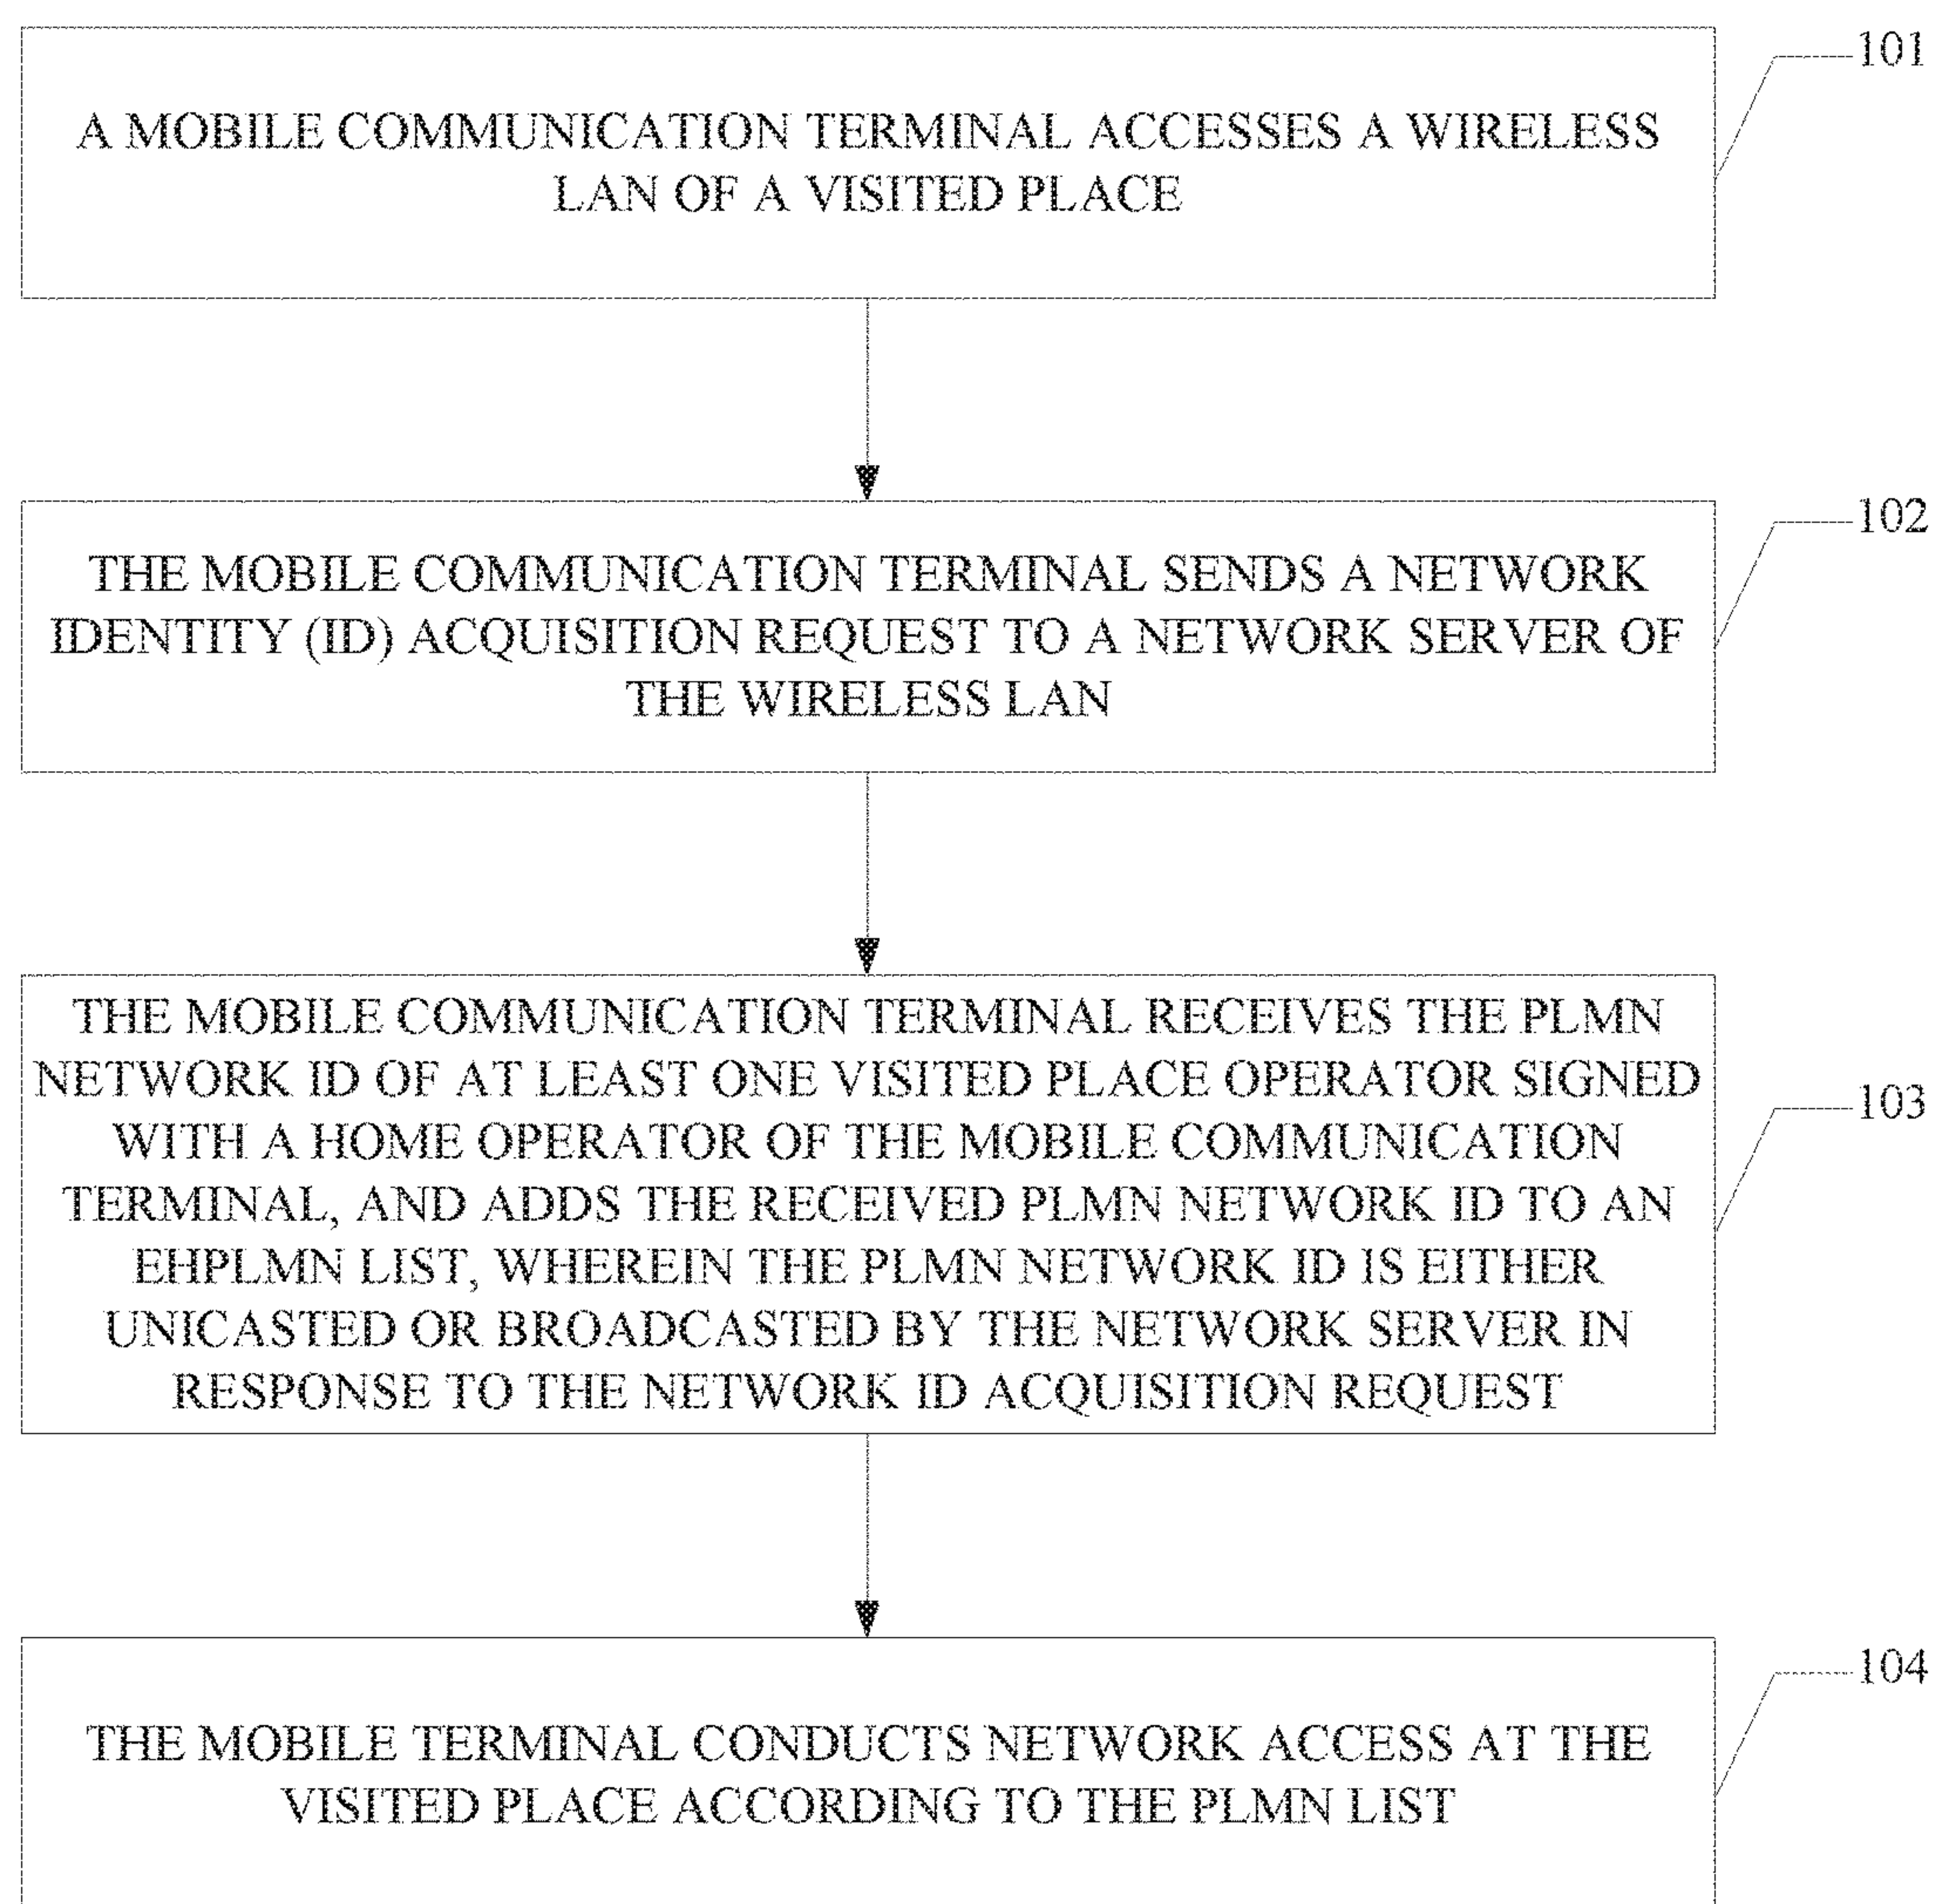 101
A MOBILE COMMUNICATION TERMINAL ACCESSES A WIRELESS
LAN OF A VISITED PLACE
102
THE MOBILE COMMUNICATION TERMINAL SENDS A NETWORK
IDENTITY (ID) ACQUISITION REQUEST TO A NETWORK SERVER OF
THE WIRELESS LAN
THE MOBILE COMMUNICATION TERMINAL RECEIVES THE PLMN
NETWORK ID OF AT LEAST ONE VISITED PLACE OPERATOR SIGNED
103
WITH A HOME OPERATOR OF THE MOBILE COMMUNICATION
TERMINAL, AND ADDS THE RECEIVED PLMN NETWORK ID TO AN
EHPLMN LIST, WHEREIN THE PLMN NETWORK ID IS EITHER
UNICASTED OR BROADCASTED BY THE NETWORK SERVER IN
RESPONSE TO THE NETWORK ID ACQUISITION REQUEST
104
THE MOBILE TERMINAL CONDUCTS NETWORK ACCESS AT THE
VISITED PLACE ACCORDING TO THE PLMN LIST